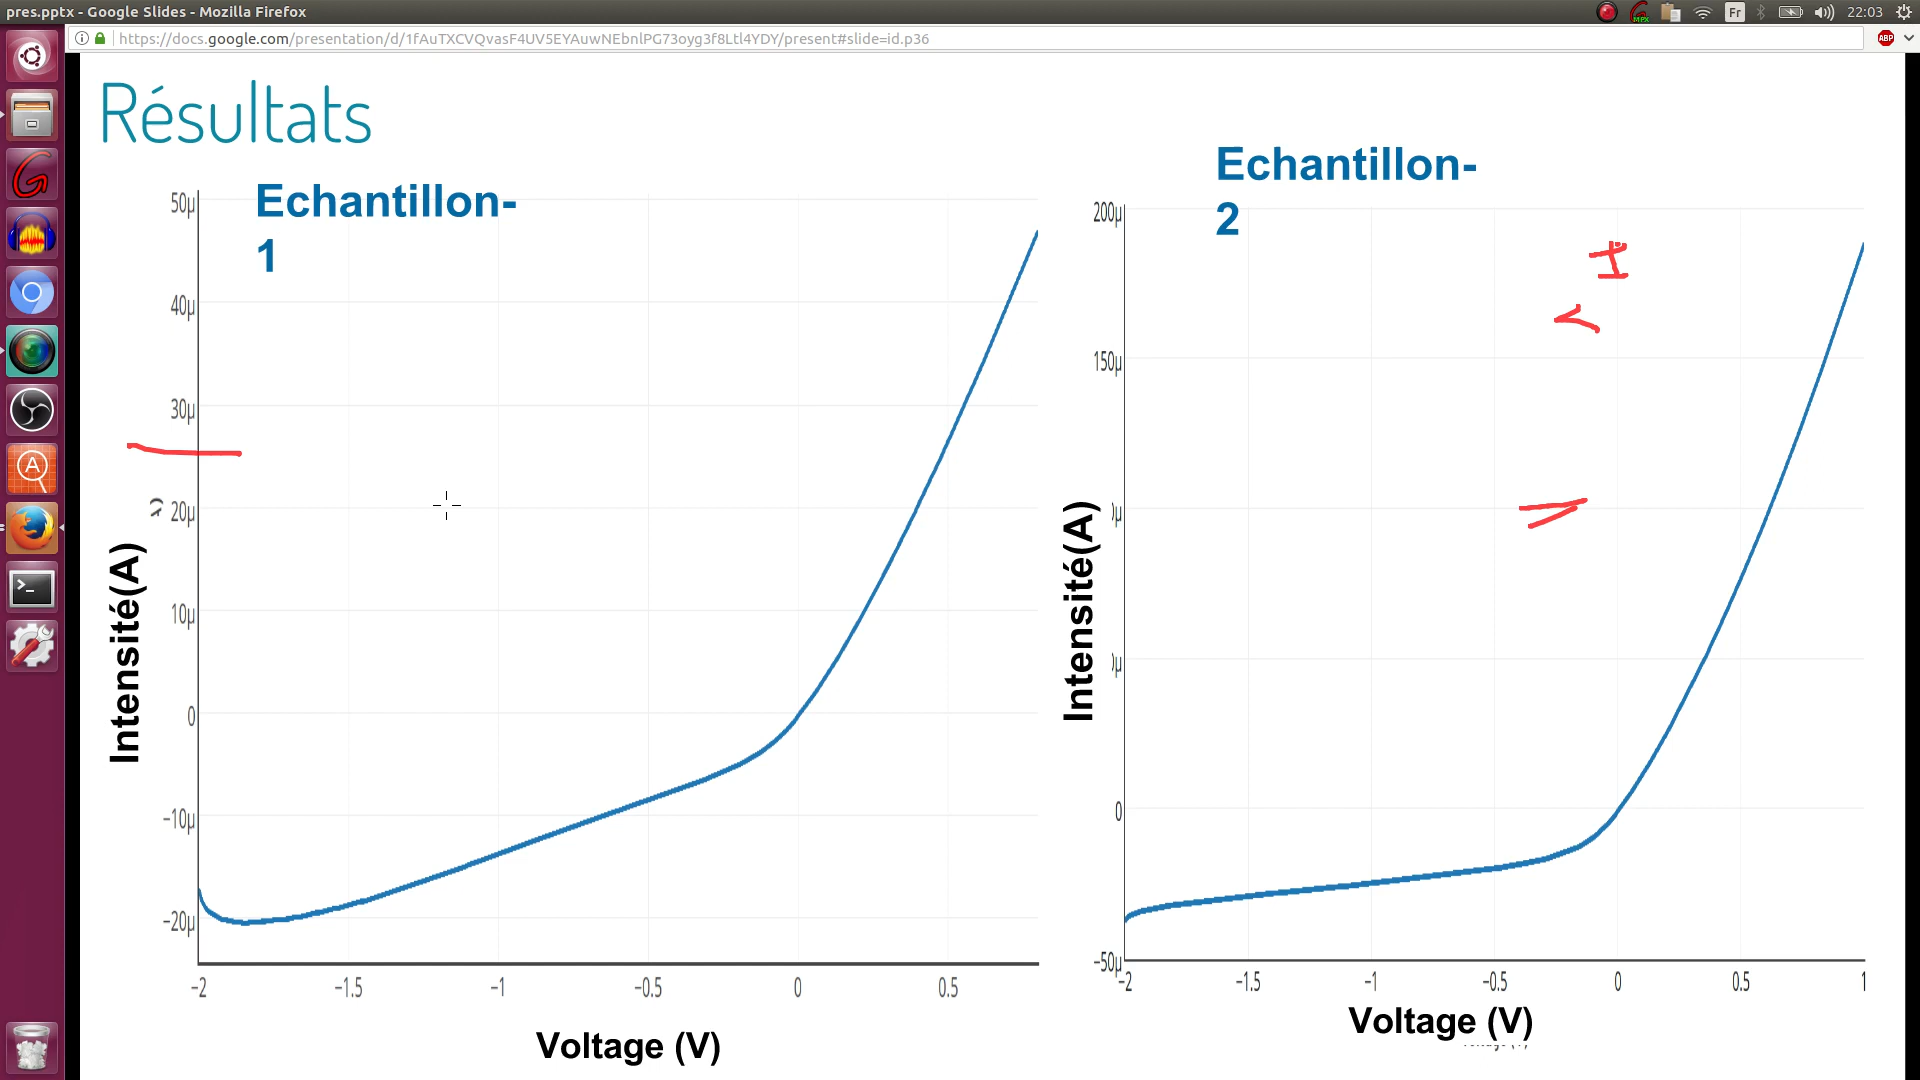 pres.pptx - Google Slides - Mozilla Firefox
Fr
22:03
https://docs.google.com/presentation/d/1fAuTXCVQvasF4UV5EYAuwNEbnlPG73oyg3f8Ltl4YDY/present#slide=id.p36
ABP
Résultats
Echantillon-
1
50µ
40µ
30µ
20µ
10µ
0
−10µ
−20µ
Intensité(A)
−2
−1.5
−1
−0.5
0
0.5
Voltage (V)
Echantillon-
2
200µ
150µ
0
−50µ
Intensité(A)
−2
−1.5
−1
−0.5
0
0.5
1
Voltage (V)